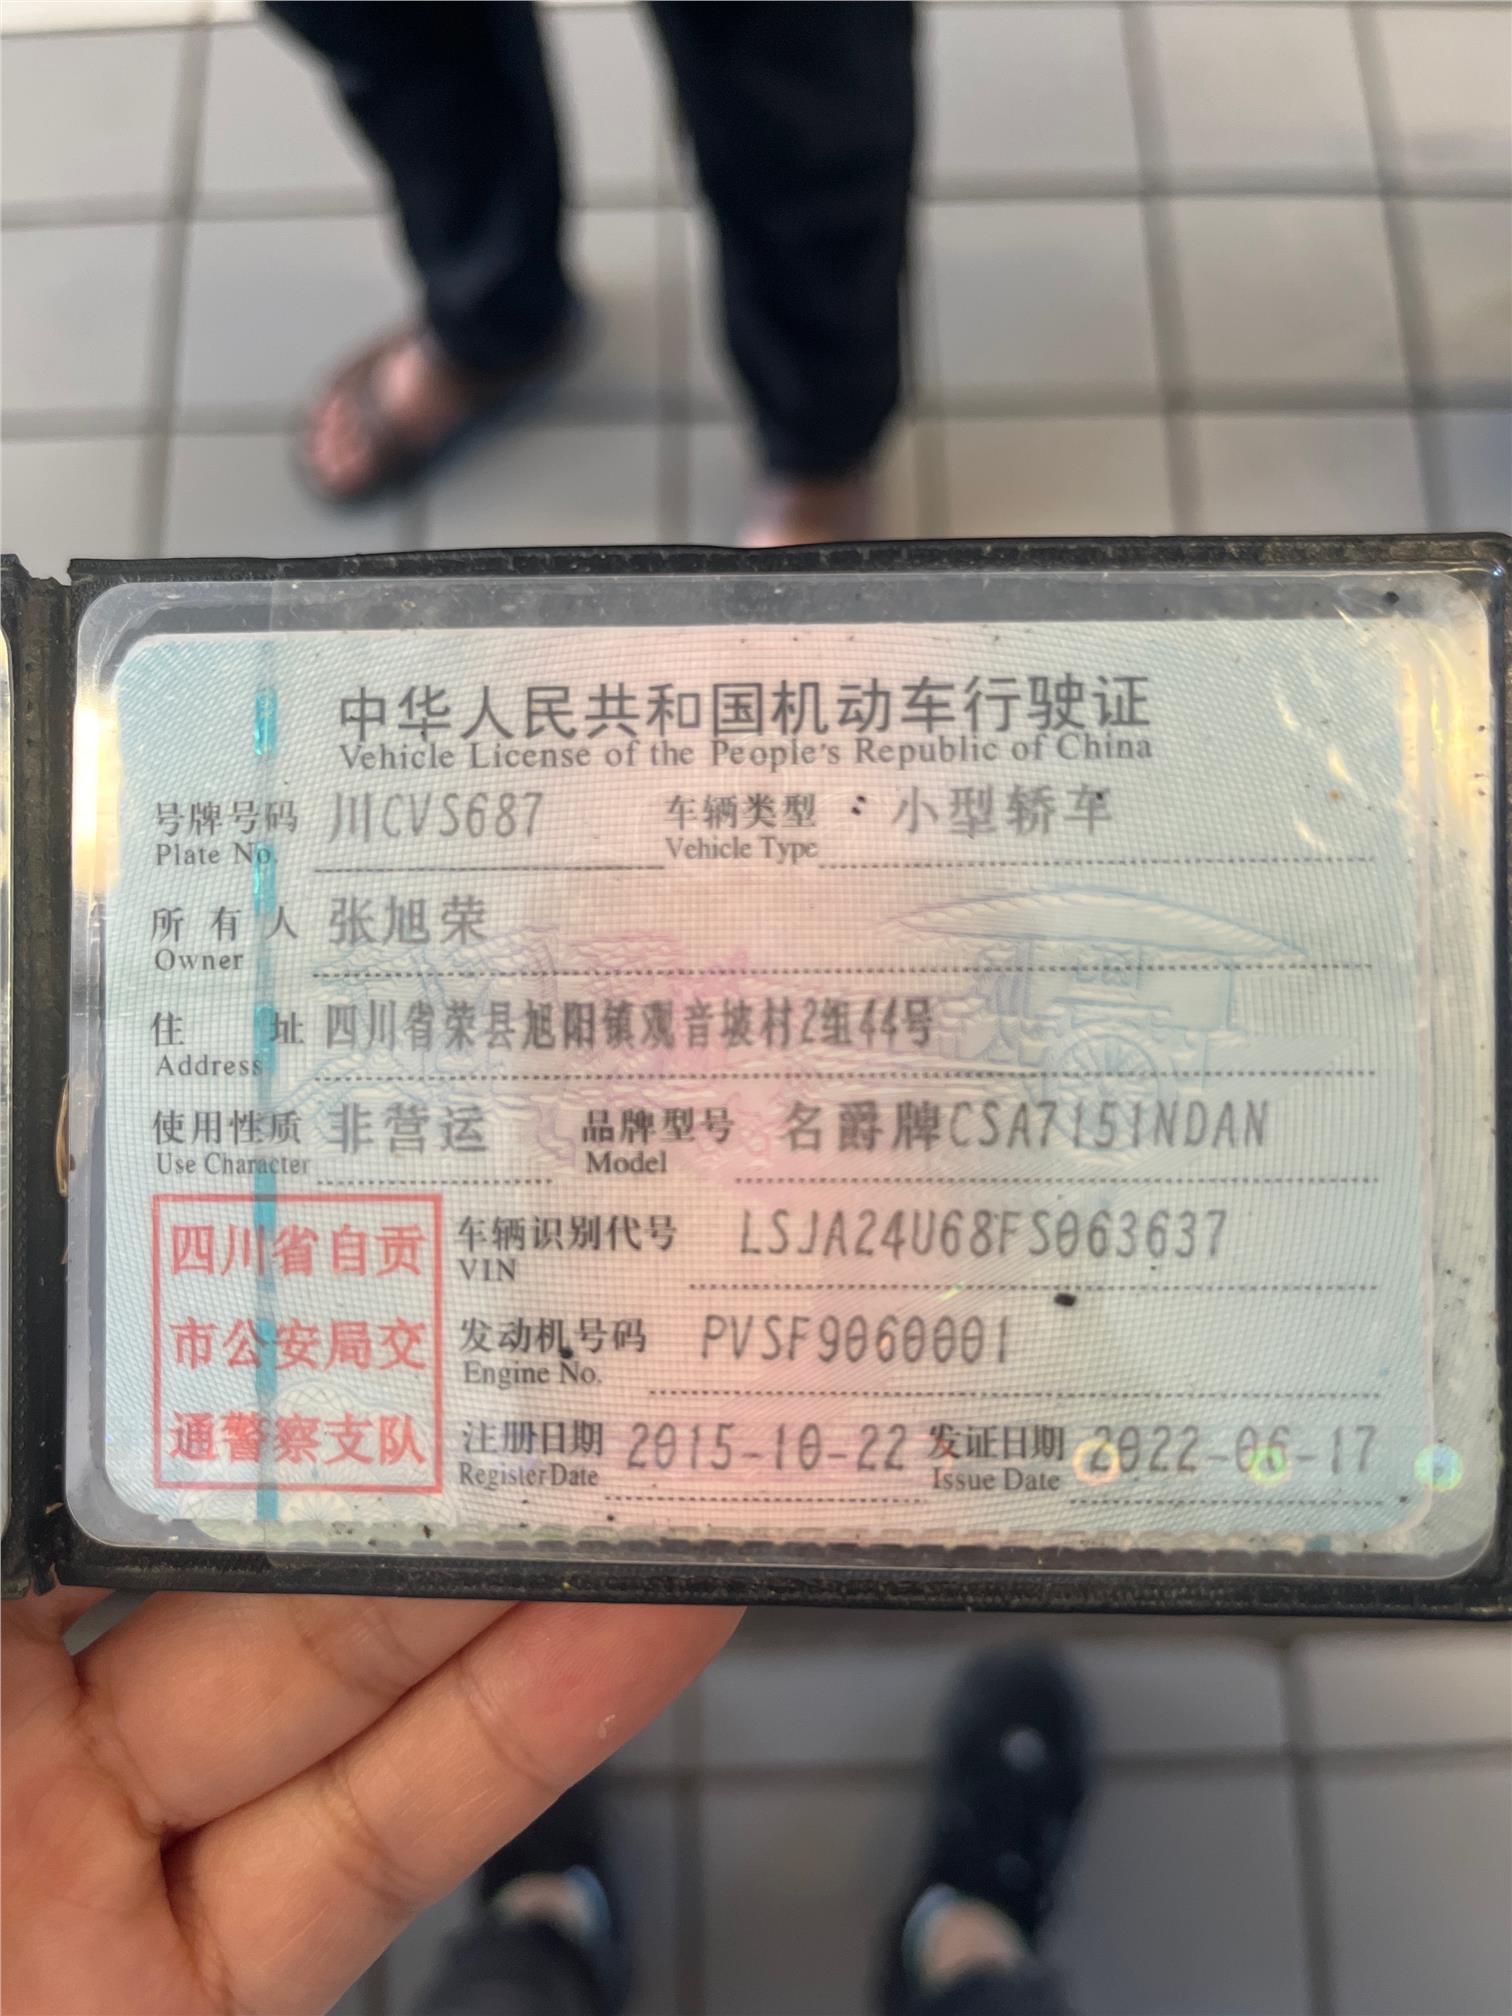 中华人民共和国机动车行驶证
Vehicle License of the People's Republic of China
号牌号码 川CVS687 车辆类型 小型轿车
Plate No. Vehicle Type
所有人 张旭荣
Owner
住址 四川省荣县旭阳镇观音坡村2组44号
Address
使用性质 非营运 品牌型号 名爵牌CSA7151NDAN
Use Character Model
四川省自贡
市公安局交
通警察支队
车辆识别代号 LSJA24U68FS063637
VIN
发动机号码 PVSF9060001
Engine No.
注册日期 2015-10-22 发证日期 2022-06-17
Register Date Issue Date